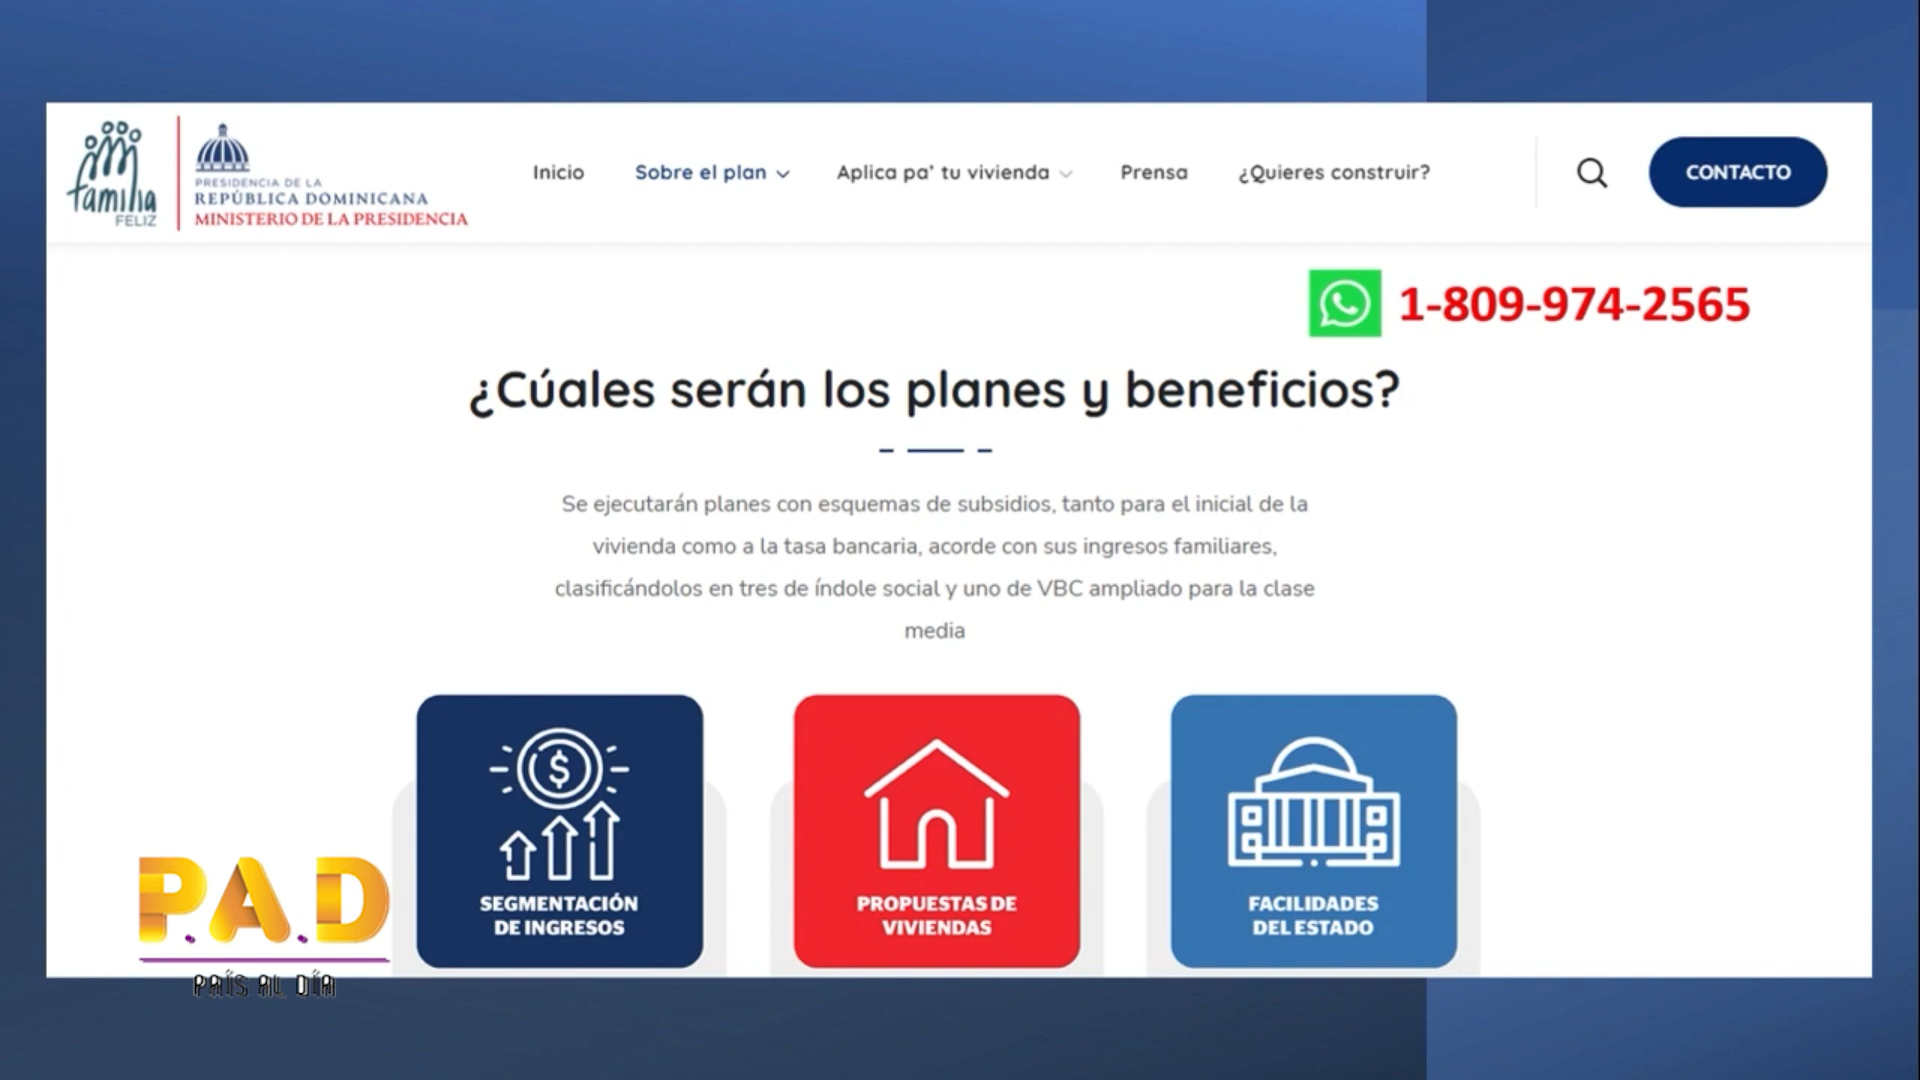 familia
FELIZ
PRESIDENCIA DE LA
REPÚBLICA DOMINICANA
MINISTERIO DE LA PRESIDENCIA
Inicio
Sobre el plan
Aplica pa' tu vivienda
Prensa
¿Quieres construir?
CONTACTO
1-809-974-2565
¿Cúales serán los planes y beneficios?
Se ejecutarán planes con esquemas de subsidios, tanto para el inicial de la
vivienda como a la tasa bancaria, acorde con sus ingresos familiares,
clasificándolos en tres de índole social y uno de VBC ampliado para la clase
media
$
SEGMENTACIÓN
DE INGRESOS
PROPUESTAS DE
VIVIENDAS
FACILIDADES
DEL ESTADO
P.A.D
PAÍS AL DÍA